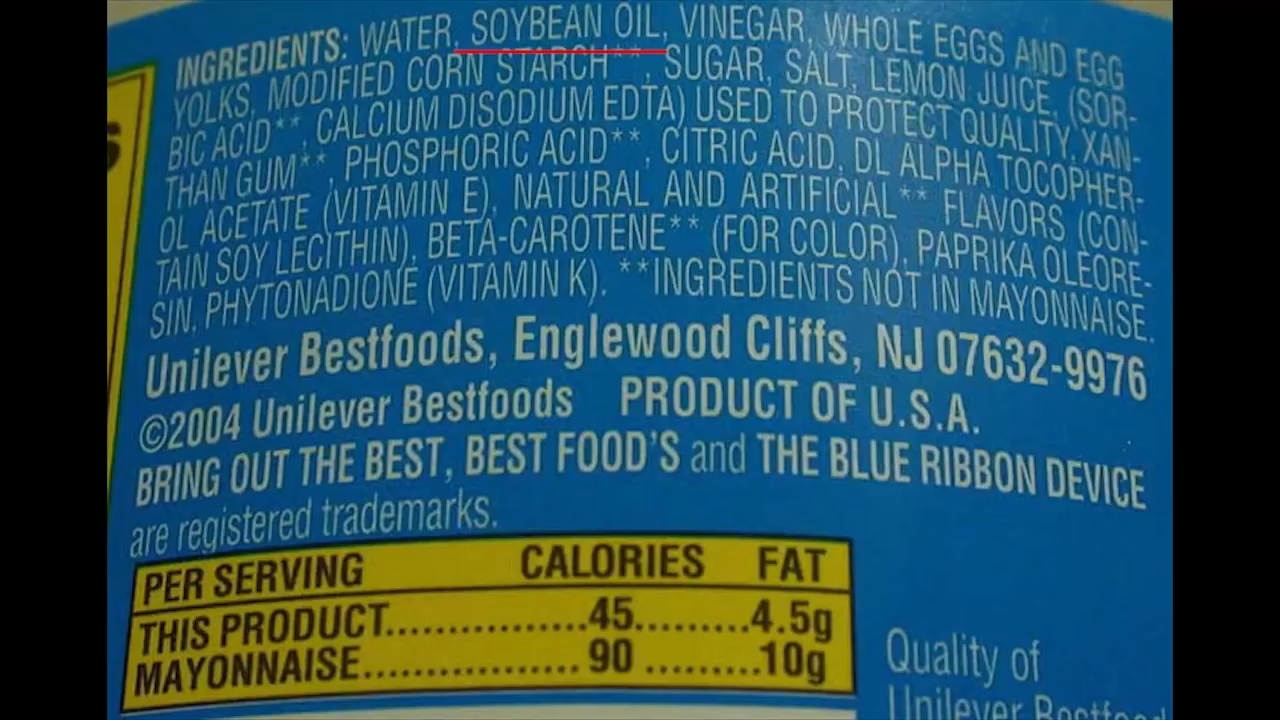 INGREDIENTS: WATER, SOYBEAN OIL, VINEGAR, WHOLE EGGS AND EGG
YOLKS, MODIFIED CORN STARCH**, SUGAR, SALT, LEMON JUICE, (SOR-
BIC ACID**, CALCIUM DISODIUM EDTA) USED TO PROTECT QUALITY, XAN-
THAN GUM**, PHOSPHORIC ACID**, CITRIC ACID, DL ALPHA TOCOPHER-
OL ACETATE (VITAMIN E), NATURAL AND ARTIFICIAL** FLAVORS (CON-
TAIN SOY LECITHIN), BETA-CAROTENE** (FOR COLOR), PAPRIKA OLEORE-
SIN, PHYTONADIONE (VITAMIN K). **INGREDIENTS NOT IN MAYONNAISE.
Unilever Bestfoods, Englewood Cliffs, NJ 07632-9976
©2004 Unilever Bestfoods PRODUCT OF U.S.A.
BRING OUT THE BEST, BEST FOOD'S and THE BLUE RIBBON DEVICE
are registered trademarks.
PER SERVING CALORIES FAT
THIS PRODUCT..............45.........4.5g
MAYONNAISE................90.........10g
Quality of
Unilever Bestfood